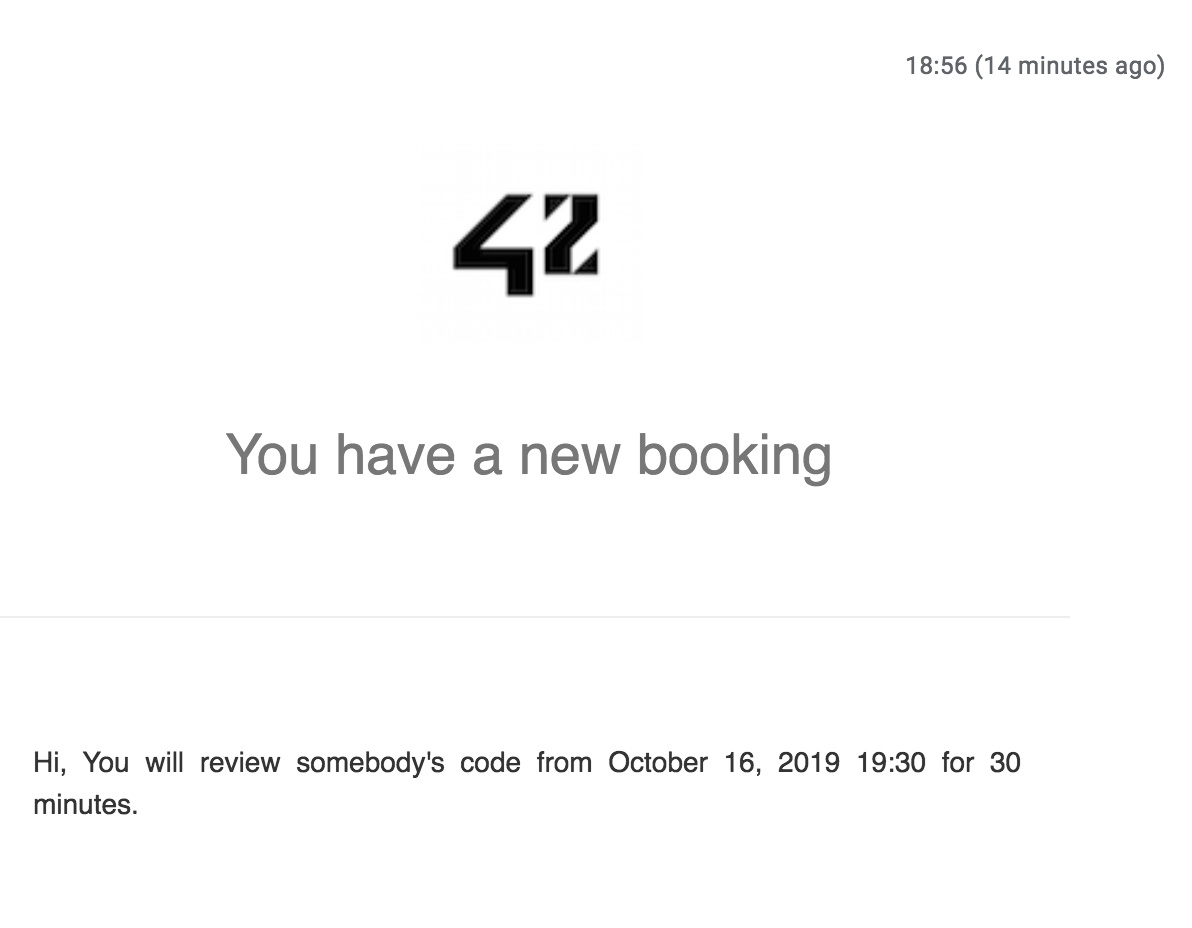 18:56 (14 minutes ago)
42
You have a new booking
Hi, You will review somebody's code from October 16, 2019 19:30 for 30
minutes.